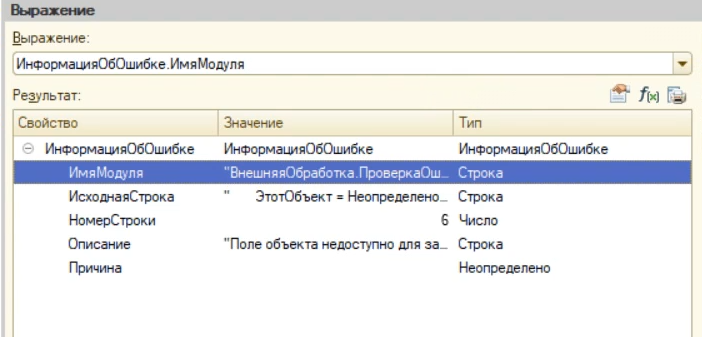 Выражение
Выражение:
ИнформацияОбОшибке.ИмяМодуля
Результат:
Свойство Значение Тип
ИнформацияОбОшибке ИнформацияОбОшибке ИнформацияОбОшибке
ИмяМодуля "ВнешняяОбработка.ПроверкаОш... Строка
ИсходнаяСтрока " ЭтотОбъект = Неопределено... Строка
НомерСтроки 6 Число
Описание "Поле объекта недоступно для за... Строка
Причина Неопределено